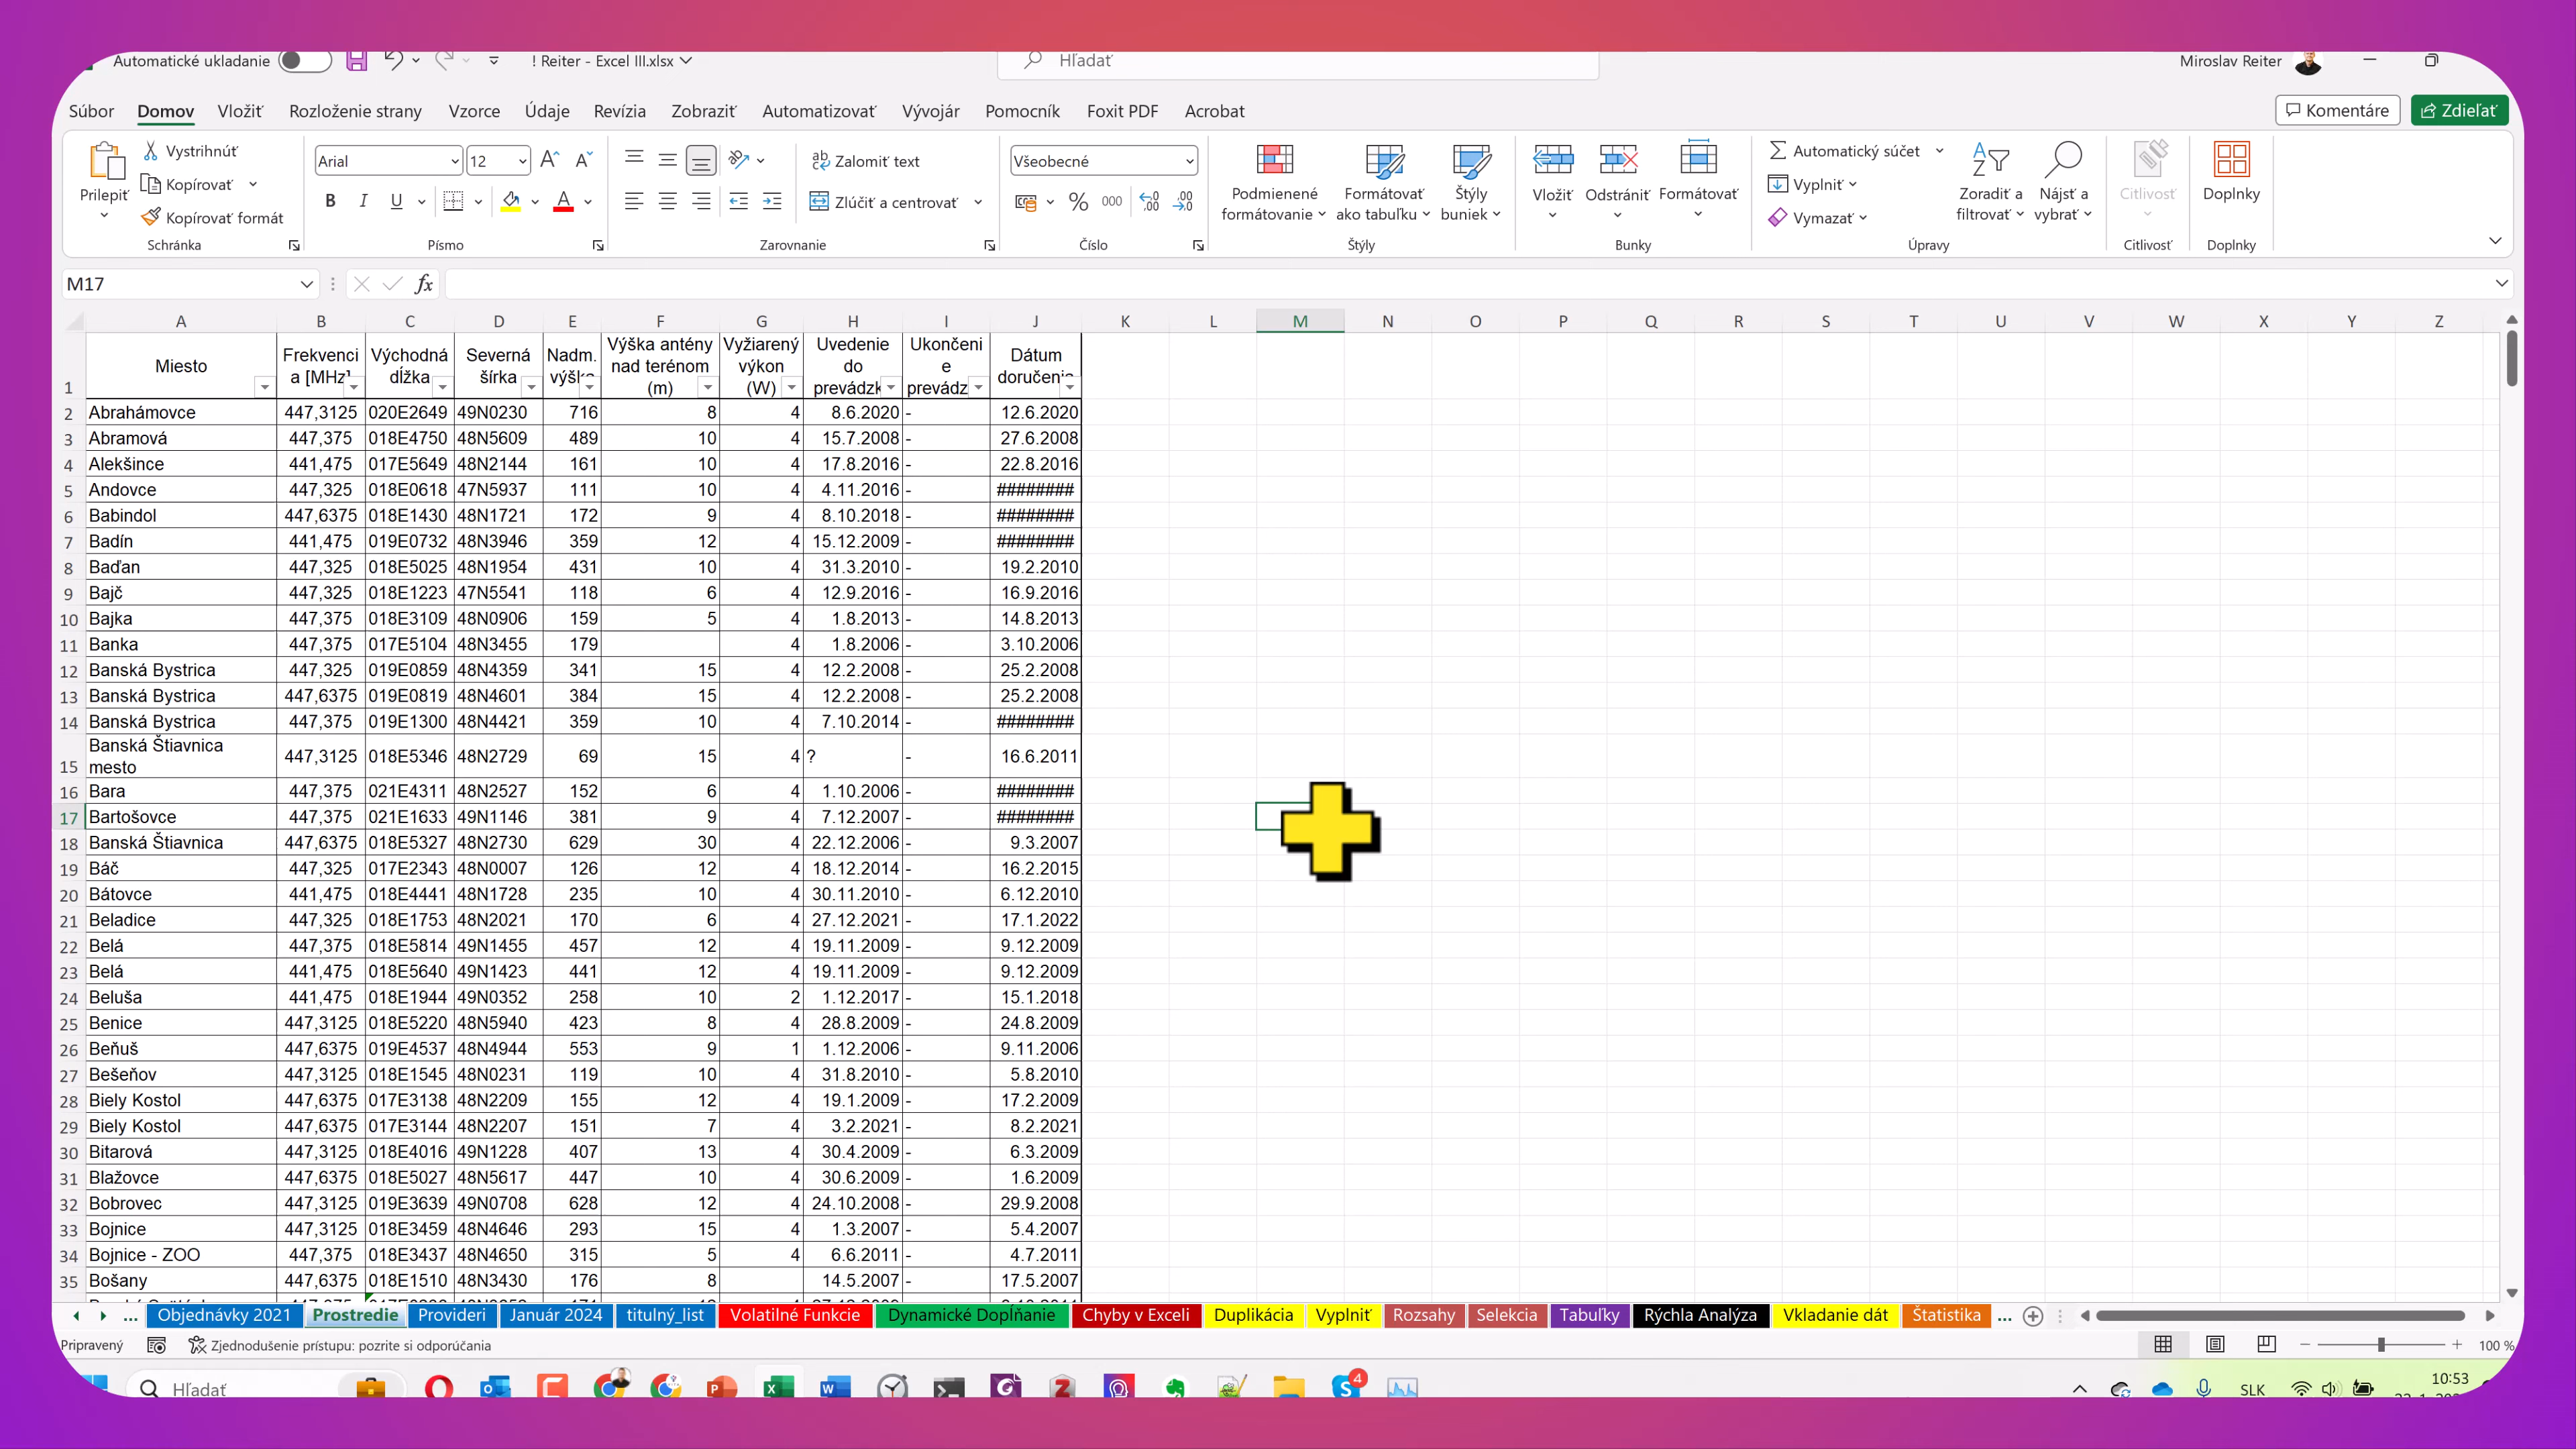 Automatické ukladanie ! Reiter - Excel III.xlsx Hľadať Miroslav Reiter
Súbor Domov Vložiť Rozloženie strany Vzorce Údaje Revízia Zobraziť Automatizovať Vývojár Pomocník Foxit PDF Acrobat Komentáre Zdieľať
Prilepiť Vystrihnúť Kopírovať Kopírovať formát Schránka
Arial 12 B I U A Písmo
ab Zalomiť text Zlúčiť a centrovať Zarovnanie
Všeobecné % 000 Číslo
Podmienené formátovanie Formátovať ako tabuľku Štýly buniek Štýly
Vložiť Odstrániť Formátovať Bunky
Automatický súčet Vyplniť Vymazať Zoradiť a filtrovať Nájsť a vybrať Úpravy
Citlivosť Citlivosť Doplnky Doplnky
M17 fx
A B C D E F G H I J K L M N O P Q R S T U V W X Y Z
1 Miesto Frekvencia [MHz] Východná dĺžka Severná šírka Nadm. výška Výška antény nad terénom (m) Vyžiarený výkon (W) Uvedenie do prevádzk Ukončenie prevádz Dátum doručenia
2 Abrahámovce 447,3125 020E2649 49N0230 716 8 4 8.6.2020 - 12.6.2020
3 Abramová 447,375 018E4750 48N5609 489 10 4 15.7.2008 - 27.6.2008
4 Alekšince 441,475 017E5649 48N2144 161 10 4 17.8.2016 - 22.8.2016
5 Andovce 447,325 018E0618 47N5937 111 10 4 4.11.2016 - ########
6 Babindol 447,6375 018E1430 48N1721 172 9 4 8.10.2018 - ########
7 Badín 441,475 019E0732 48N3946 359 12 4 15.12.2009 - ########
8 Baďan 447,325 018E5025 48N1954 431 10 4 31.3.2010 - 19.2.2010
9 Bajč 447,325 018E1223 47N5541 118 6 4 12.9.2016 - 16.9.2016
10 Bajka 447,375 018E3109 48N0906 159 5 4 1.8.2013 - 14.8.2013
11 Banka 447,375 017E5104 48N3455 179 4 1.8.2006 - 3.10.2006
12 Banská Bystrica 447,325 019E0859 48N4359 341 15 4 12.2.2008 - 25.2.2008
13 Banská Bystrica 447,6375 019E0819 48N4601 384 15 4 12.2.2008 - 25.2.2008
14 Banská Bystrica 447,375 019E1300 48N4421 359 10 4 7.10.2014 - ########
15 Banská Štiavnica mesto 447,3125 018E5346 48N2729 69 15 4 ? - 16.6.2011
16 Bara 447,375 021E4311 48N2527 152 6 4 1.10.2006 - ########
17 Bartošovce 447,375 021E1633 49N1146 381 9 4 7.12.2007 - ########
18 Banská Štiavnica 447,6375 018E5327 48N2730 629 30 4 22.12.2006 - 9.3.2007
19 Báč 447,325 017E2343 48N0007 126 12 4 18.12.2014 - 16.2.2015
20 Bátovce 441,475 018E4441 48N1728 235 10 4 30.11.2010 - 6.12.2010
21 Beladice 447,325 018E1753 48N2021 170 6 4 27.12.2021 - 17.1.2022
22 Belá 447,375 018E5814 49N1455 457 12 4 19.11.2009 - 9.12.2009
23 Belá 441,475 018E5640 49N1423 441 12 4 19.11.2009 - 9.12.2009
24 Beluša 441,475 018E1944 49N0352 258 10 2 1.12.2017 - 15.1.2018
25 Benice 447,3125 018E5220 48N5940 423 8 4 28.8.2009 - 24.8.2009
26 Beňuš 447,6375 019E4537 48N4944 553 9 1 1.12.2006 - 9.11.2006
27 Bešeňov 447,3125 018E1545 48N0231 119 10 4 31.8.2010 - 5.8.2010
28 Biely Kostol 447,6375 017E3138 48N2209 155 12 4 19.1.2009 - 17.2.2009
29 Biely Kostol 447,6375 017E3144 48N2207 151 7 4 3.2.2021 - 8.2.2021
30 Bitarová 447,3125 018E4016 49N1228 407 13 4 30.4.2009 - 6.3.2009
31 Blažovce 447,6375 018E5027 48N5617 447 10 4 30.6.2009 - 1.6.2009
32 Bobrovec 447,3125 019E3639 49N0708 628 12 4 24.10.2008 - 29.9.2008
33 Bojnice 447,3125 018E3459 48N4646 293 15 4 1.3.2007 - 5.4.2007
34 Bojnice - ZOO 447,375 018E3437 48N4650 315 5 4 6.6.2011 - 4.7.2011
35 Bošany 447,6375 018E1510 48N3430 176 8 14.5.2007 - 17.5.2007
... Objednávky 2021 Prostredie Provideri Január 2024 titulný_list Volatilné Funkcie Dynamické Dopĺňanie Chyby v Exceli Duplikácia Vyplniť Rozsahy Selekcia Tabuľky Rýchla Analýza Vkladanie dát Štatistika ...
Pripravený Zjednodušenie prístupu: pozrite si odporúčania 100 %
Hľadať 4 SLK 10:53